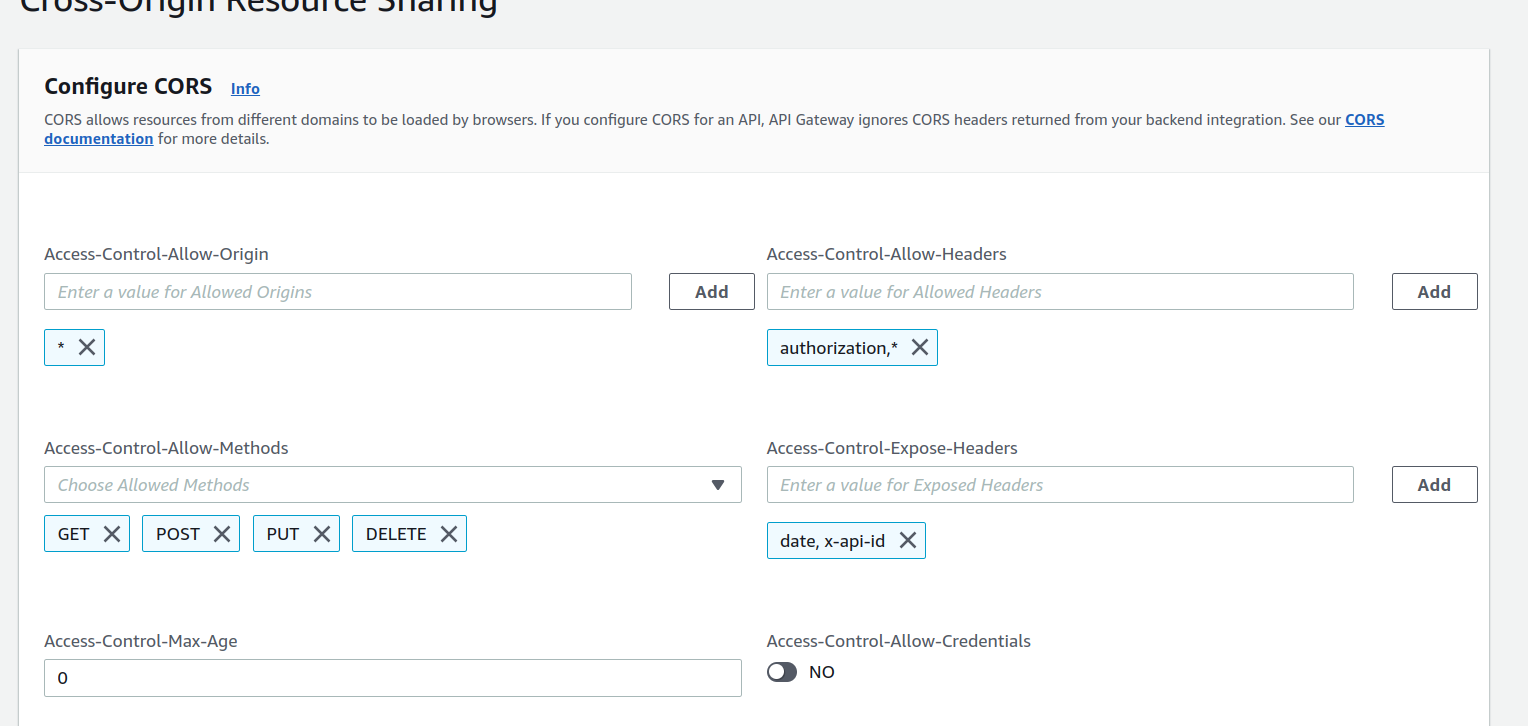 Cross-Origin Resource Sharing
Configure CORS Info
CORS allows resources from different domains to be loaded by browsers. If you configure CORS for an API, API Gateway ignores CORS headers returned from your backend integration. See our CORS
documentation for more details.
Access-Control-Allow-Origin
Enter a value for Allowed Origins
Add
*
Access-Control-Allow-Headers
Enter a value for Allowed Headers
Add
authorization,*
Access-Control-Allow-Methods
Choose Allowed Methods
GET POST PUT DELETE
Access-Control-Expose-Headers
Enter a value for Exposed Headers
Add
date, x-api-id
Access-Control-Max-Age
0
Access-Control-Allow-Credentials
NO